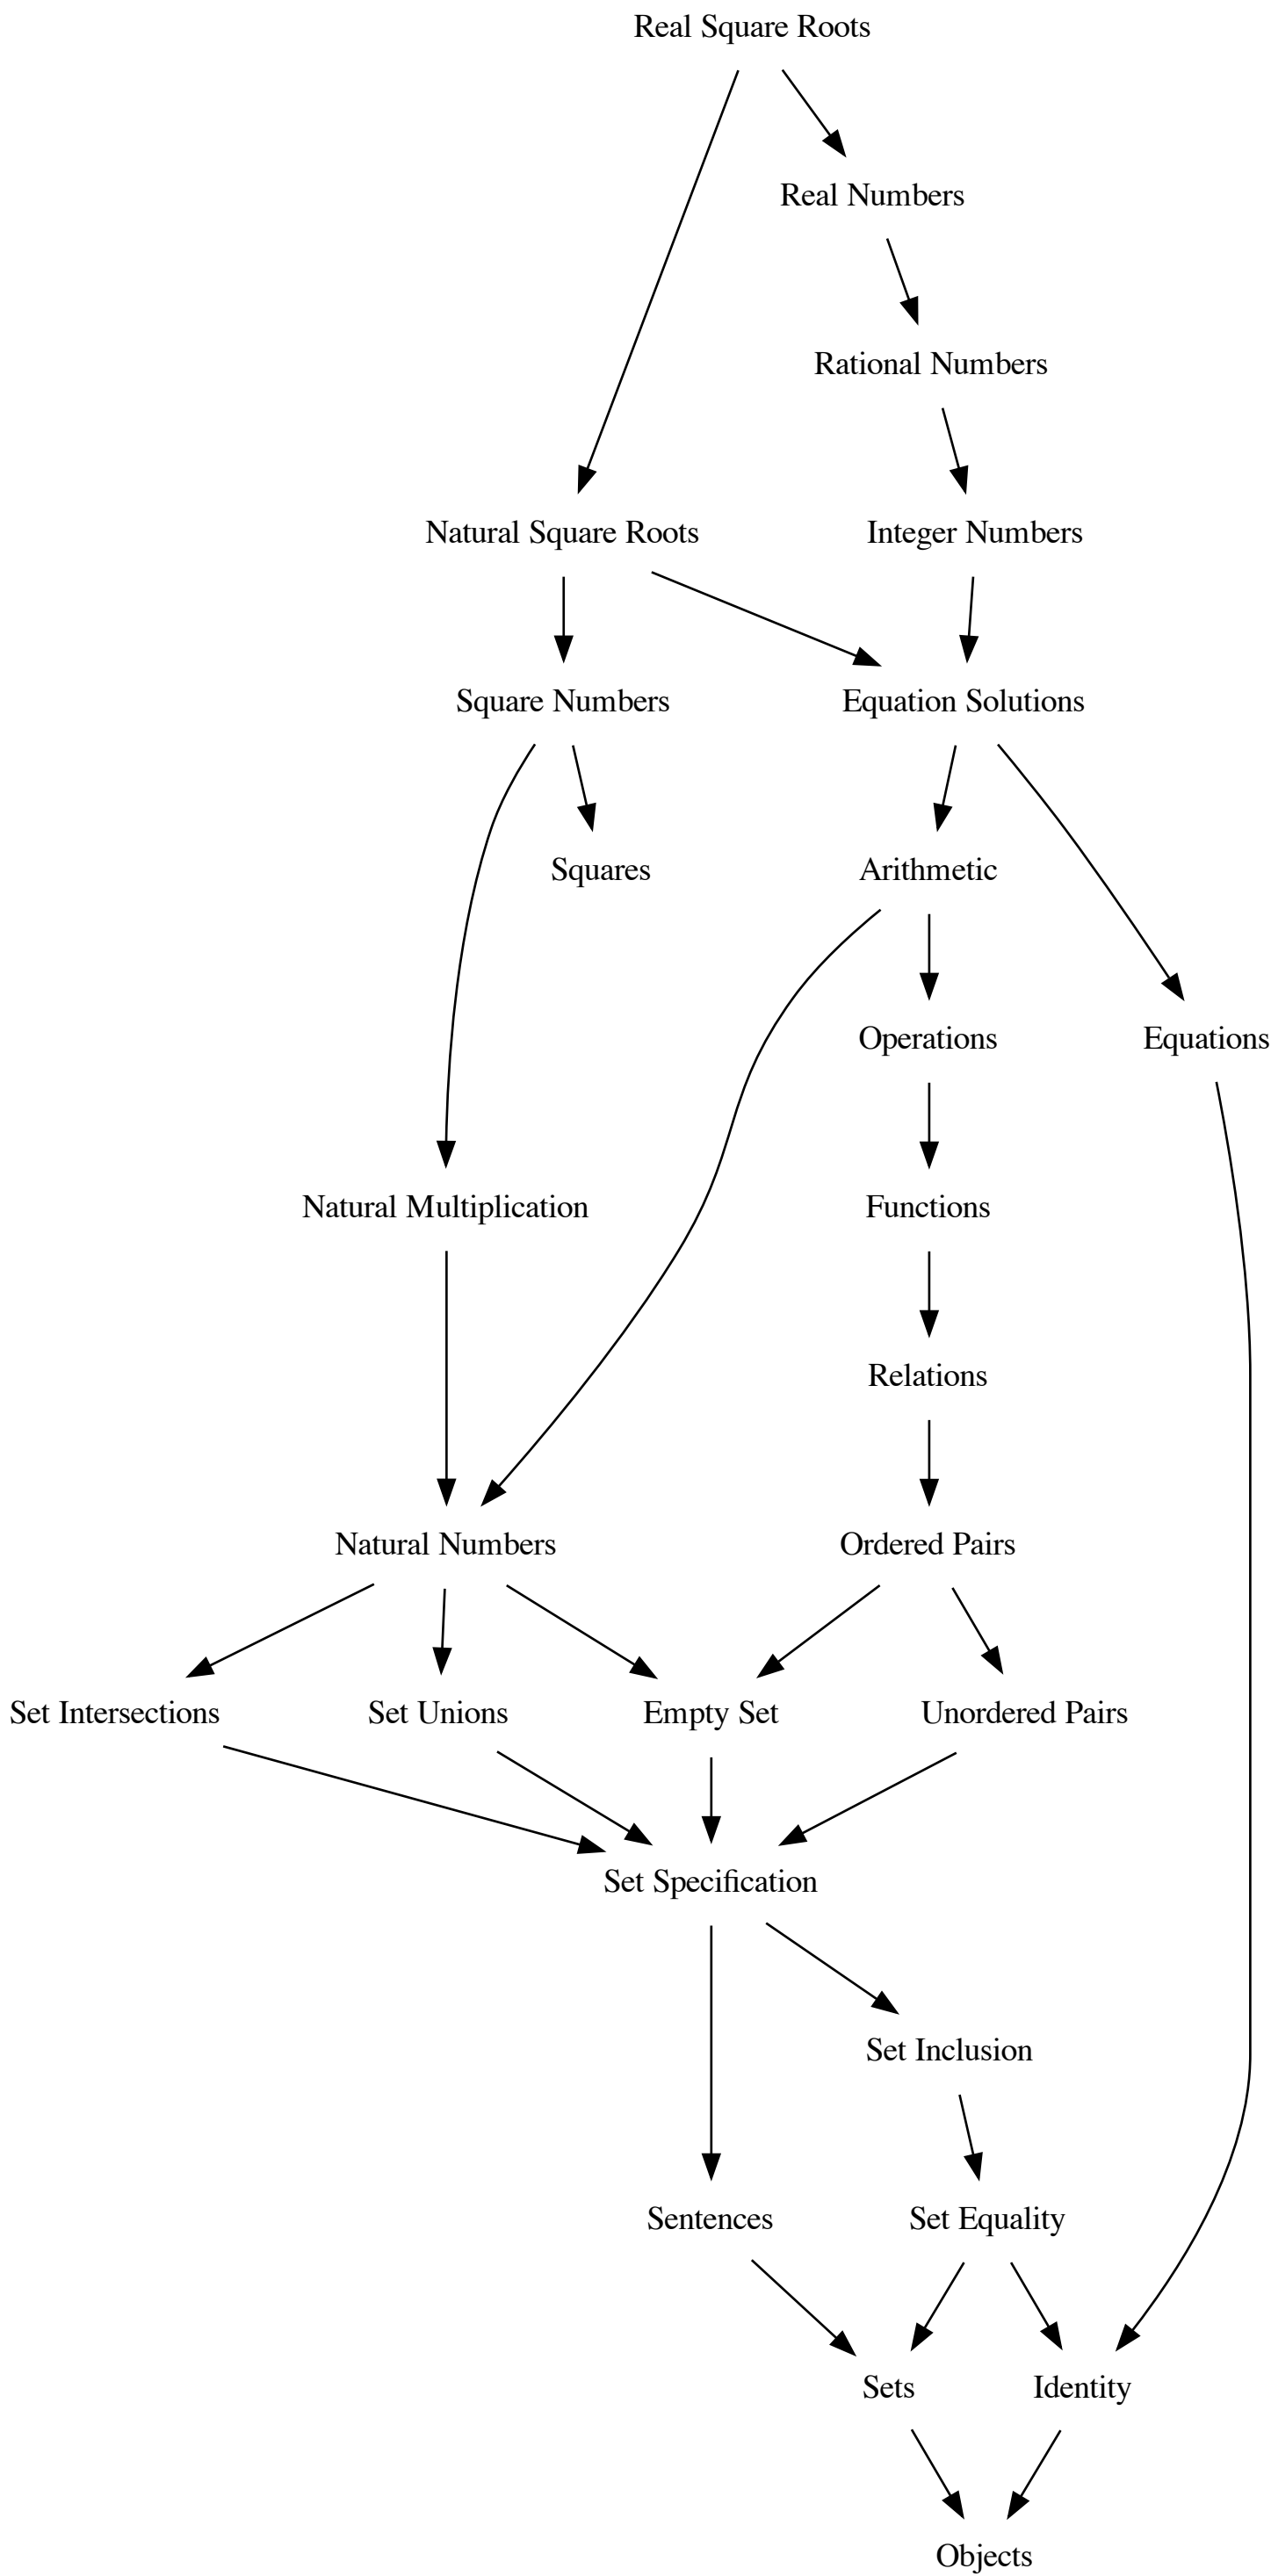 Real Square Roots
Real Numbers
Rational Numbers
Natural Square Roots
Integer Numbers
Square Numbers
Equation Solutions
Squares
Arithmetic
Operations
Equations
Natural Multiplication
Functions
Relations
Natural Numbers
Ordered Pairs
Set Intersections
Set Unions
Empty Set
Unordered Pairs
Set Specification
Set Inclusion
Sentences
Set Equality
Sets
Identity
Objects